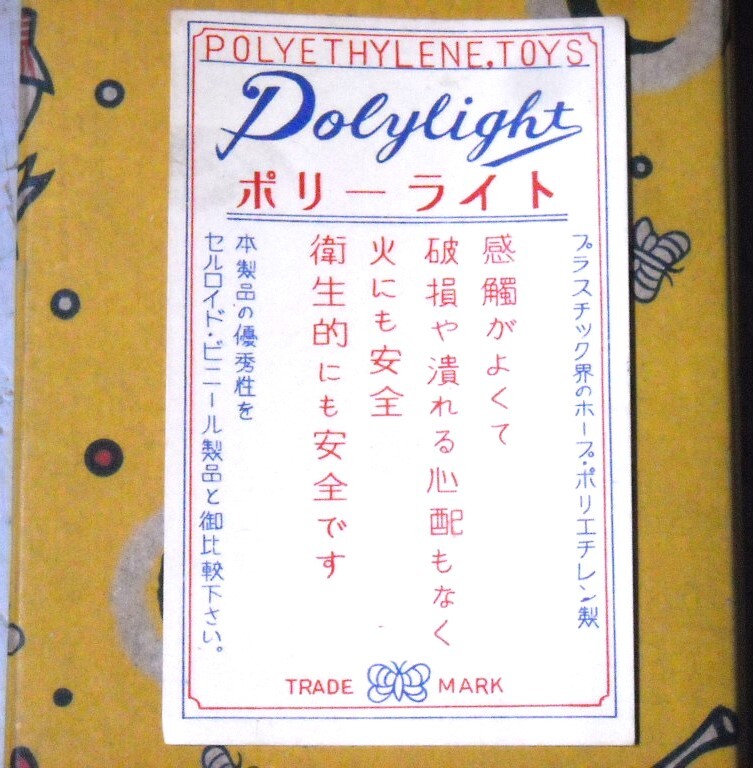 POLYETHYLENE.TOYS
Polylight
ポリーライト
プラスチック界のホープ・ポリエチレン製
感觸がよくて
破損や潰れる心配もなく
火にも安全
衛生的にも安全です
本製品の優秀性を
セルロイド・ビニール製品と御比較下さい。
TRADE MARK